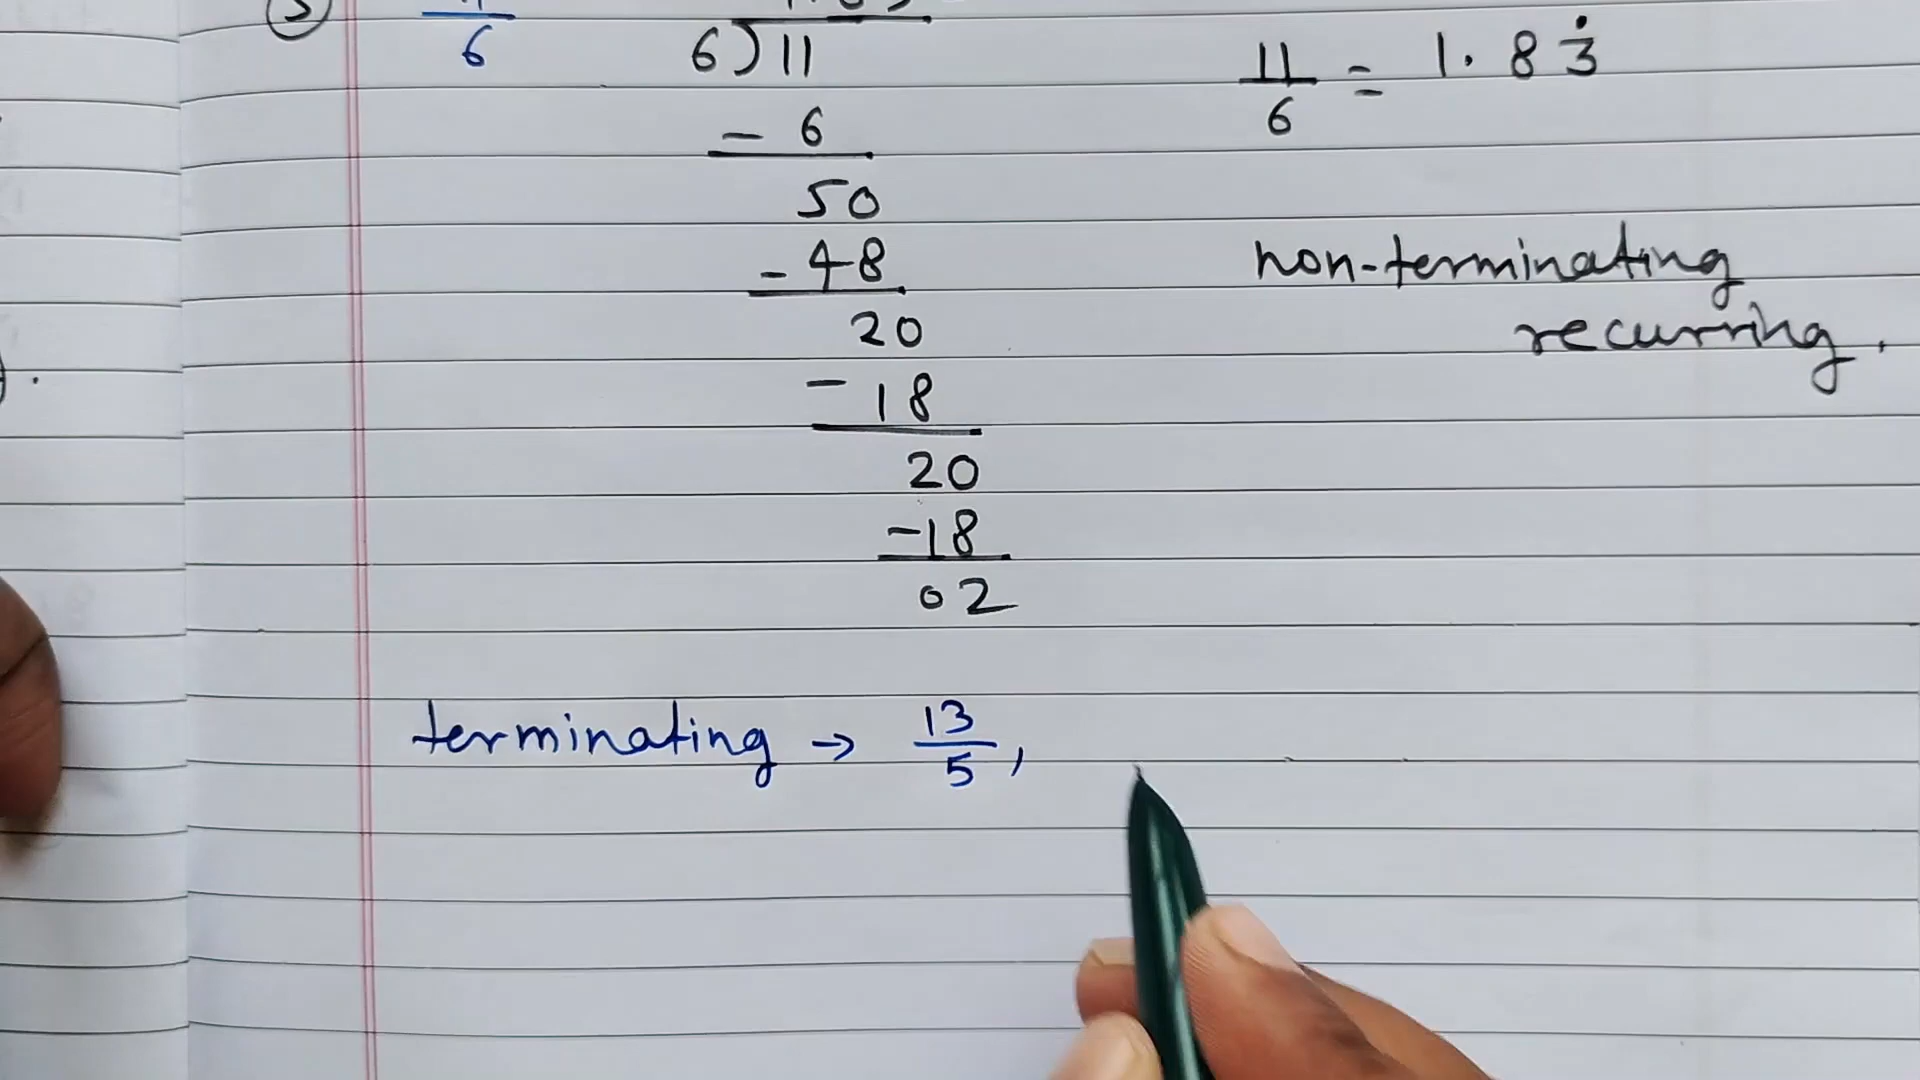 6
6)11
- 6
50
- 48
20
- 18
20
-18
02
11/6 = 1.83̇
non-terminating
recurring.
terminating → 13/5,